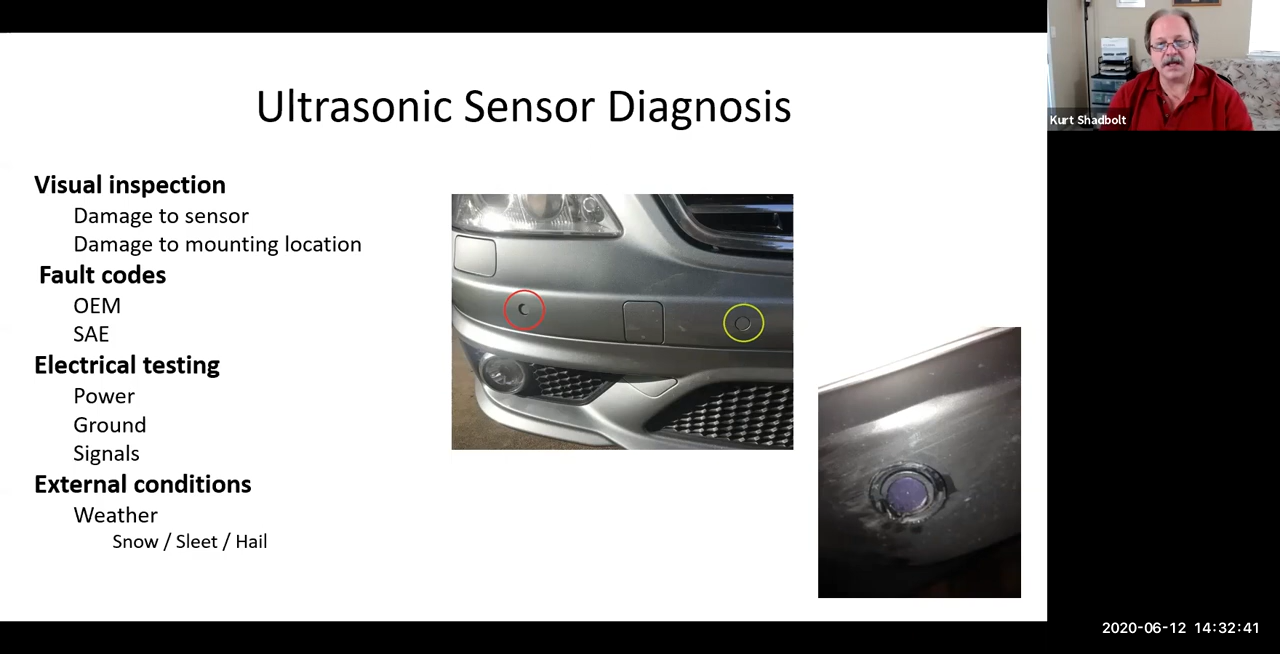 Ultrasonic Sensor Diagnosis
Visual inspection
Damage to sensor
Damage to mounting location
Fault codes
OEM
SAE
Electrical testing
Power
Ground
Signals
External conditions
Weather
Snow / Sleet / Hail
Kurt Shadbolt
2020-06-12 14:32:41